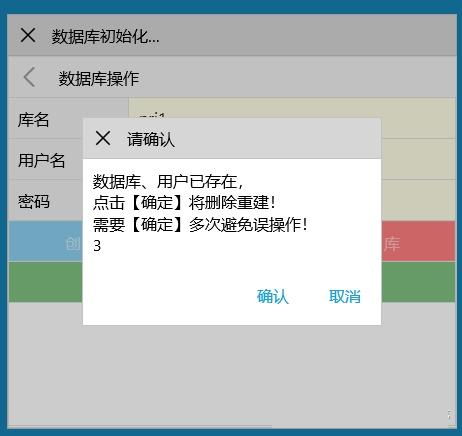 数据库初始化...
数据库操作
库名
请确认
用户名
数据库、用户已存在，
密码
点击【确定】将删除重建！
需要【确定】多次避免误操作！
创
库
3
确认 取消